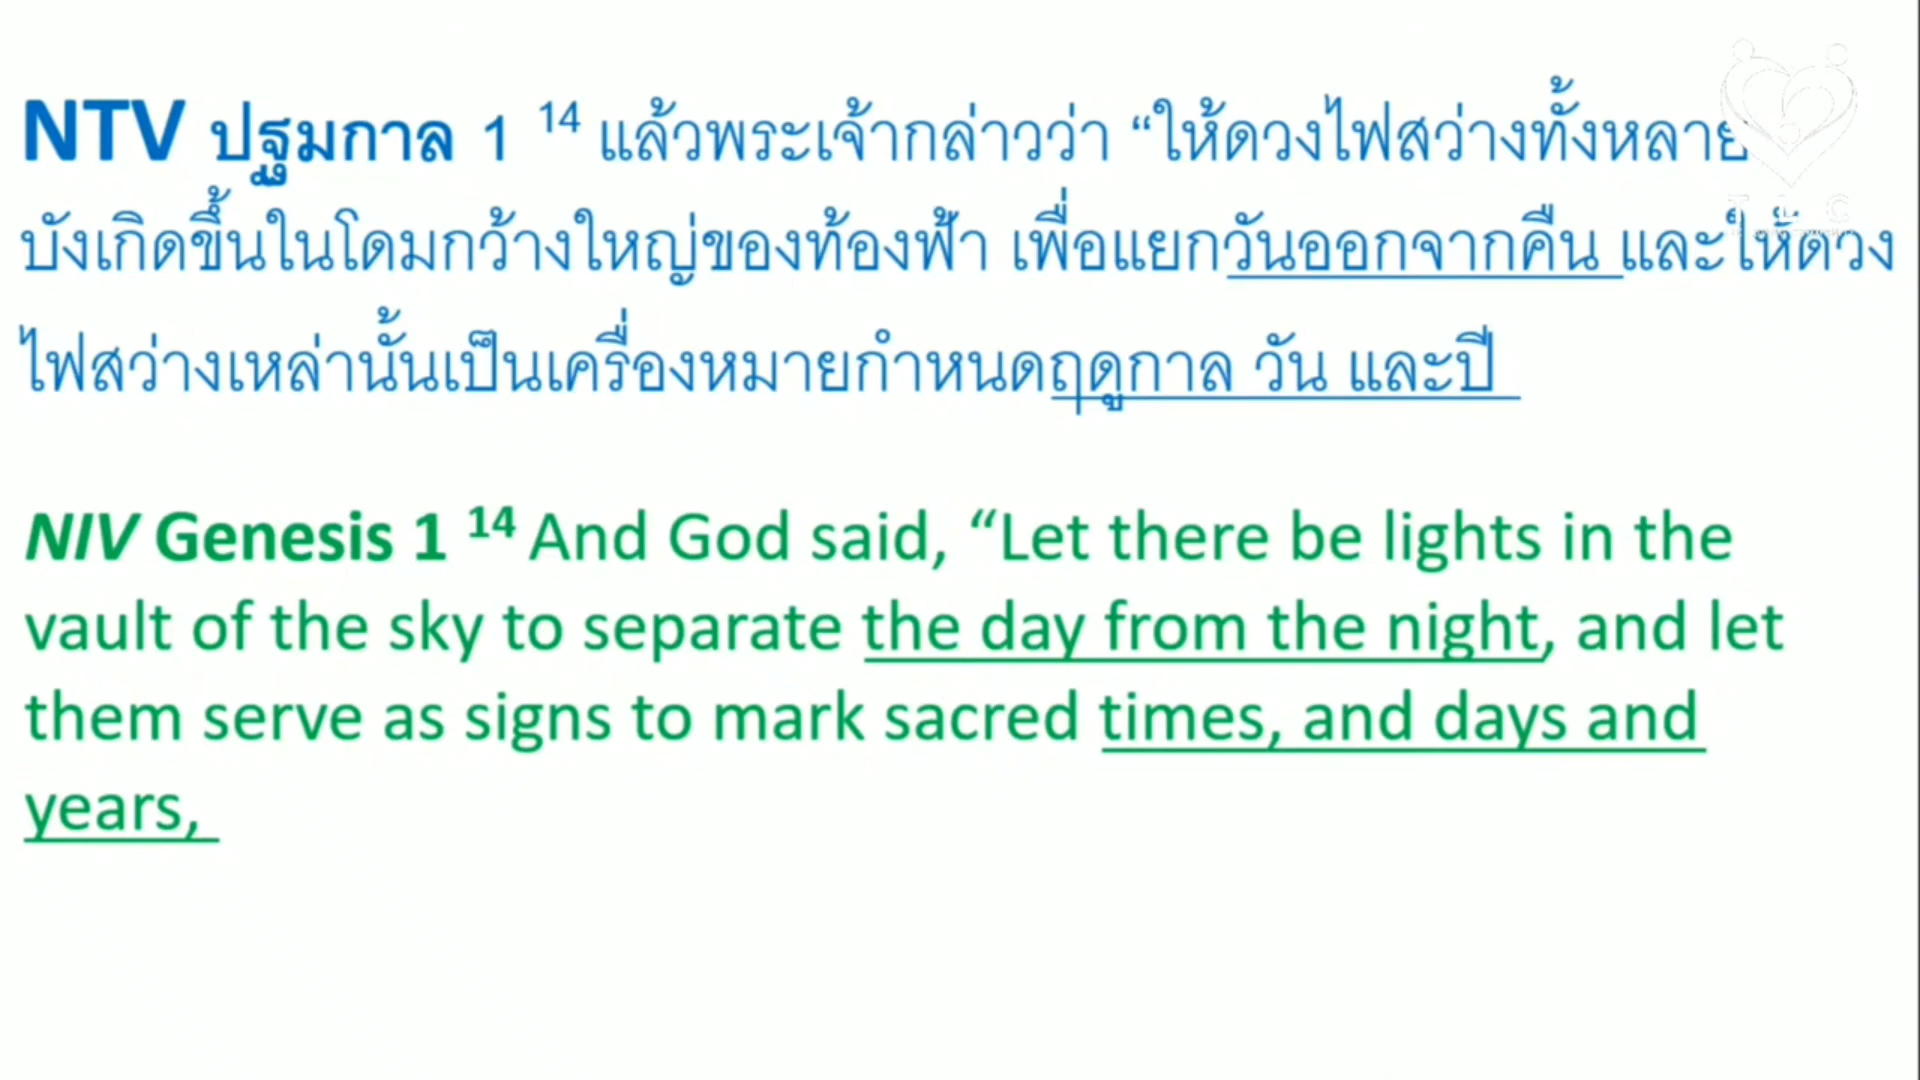 NTV ปฐมกาล 1 14 แล้วพระเจ้ากล่าวว่า “ให้ดวงไฟสว่างทั้งหลาย
บังเกิดขึ้นในโดมกว้างใหญ่ของท้องฟ้า เพื่อแยกวันออกจากคืน และให้ดวง
ไฟสว่างเหล่านั้นเป็นเครื่องหมายกำหนดฤดูกาล วัน และปี
NIV Genesis 1 14 And God said, “Let there be lights in the
vault of the sky to separate the day from the night, and let
them serve as signs to mark sacred times, and days and
years,
T L C